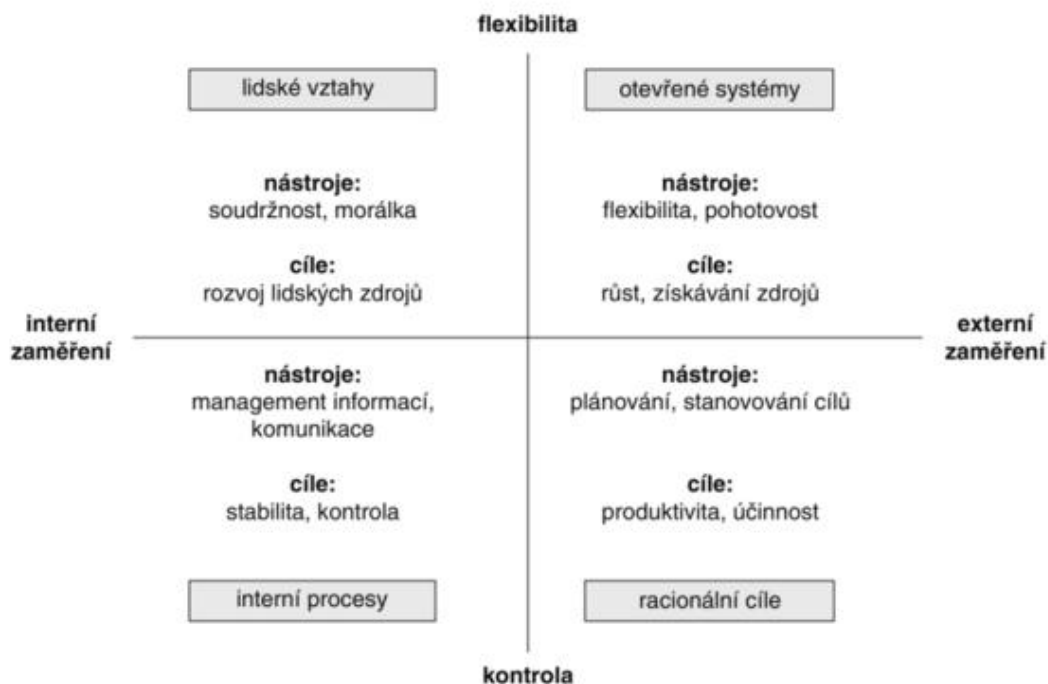 flexibilita
lidské vztahy
otevřené systémy
nástroje:
soudržnost, morálka
nástroje:
flexibilita, pohotovost
cíle:
rozvoj lidských zdrojů
cíle:
růst, získávání zdrojů
interní
zaměření
externí
zaměření
nástroje:
management informací,
komunikace
nástroje:
plánování, stanovování cílů
cíle:
stabilita, kontrola
cíle:
produktivita, účinnost
interní procesy
racionální cíle
kontrola